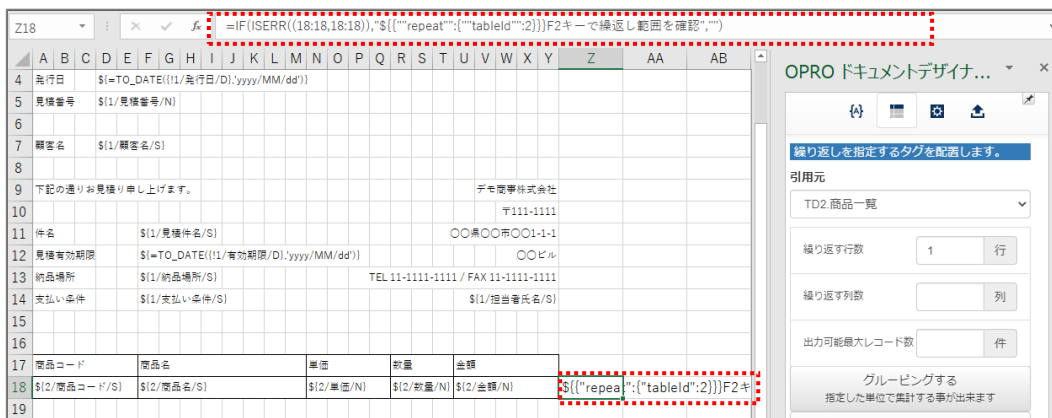 Z18 fx =IF(ISERR((18:18,18:18)),"${{""repeat"":{""tableId"":2}}}F2キーで繰返し範囲を確認","")
A B C D E F G H I J K L M N O P Q R S T U V W X Y Z AA AB
4 発行日 ${=TO_DATE({!1/発行日/D},'yyyy/MM/dd')}
5 見積番号 ${1/見積番号/N}
6
7 顧客名 ${1/顧客名/S}
8
9 下記の通りお見積り申し上げます。 デモ商事株式会社
10 〒111-1111
11 件名 ${1/見積件名/S} 〇〇県〇〇市〇〇1-1-1
12 見積有効期限 ${=TO_DATE({!1/有効期限/D},'yyyy/MM/dd')} 〇〇ビル
13 納品場所 ${1/納品場所/S} TEL 11-1111-1111 / FAX 11-1111-1111
14 支払い条件 ${1/支払い条件/S} ${1/担当者氏名/S}
15
16
17 商品コード 商品名 単価 数量 金額
18 ${2/商品コード/S} ${2/商品名/S} ${2/単価/N} ${2/数量/N} ${2/金額/N} ${{"repeat":{"tableId":2}}}F2キ
19
OPRO ドキュメントデザイナ...
{A}
繰り返しを指定するタグを配置します。
引用元
TD2.商品一覧
繰り返す行数 1 行
繰り返す列数 列
出力可能最大レコード数 件
グルーピングする
指定した単位で集計する事が出来ます